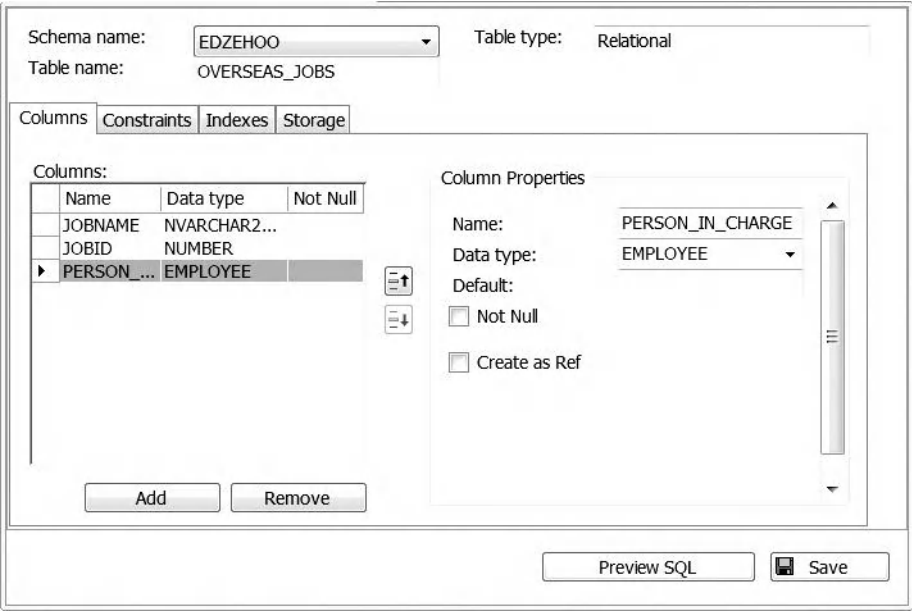 Schema name: EDZEHOO Table type: Relational
Table name: OVERSEAS_JOBS
Columns Constraints Indexes Storage
Columns:
Name Data type Not Null
JOBNAME NVARCHAR2...
JOBID NUMBER
PERSON_... EMPLOYEE
Column Properties
Name: PERSON_IN_CHARGE
Data type: EMPLOYEE
Default:
Not Null
Create as Ref
Add Remove
Preview SQL Save